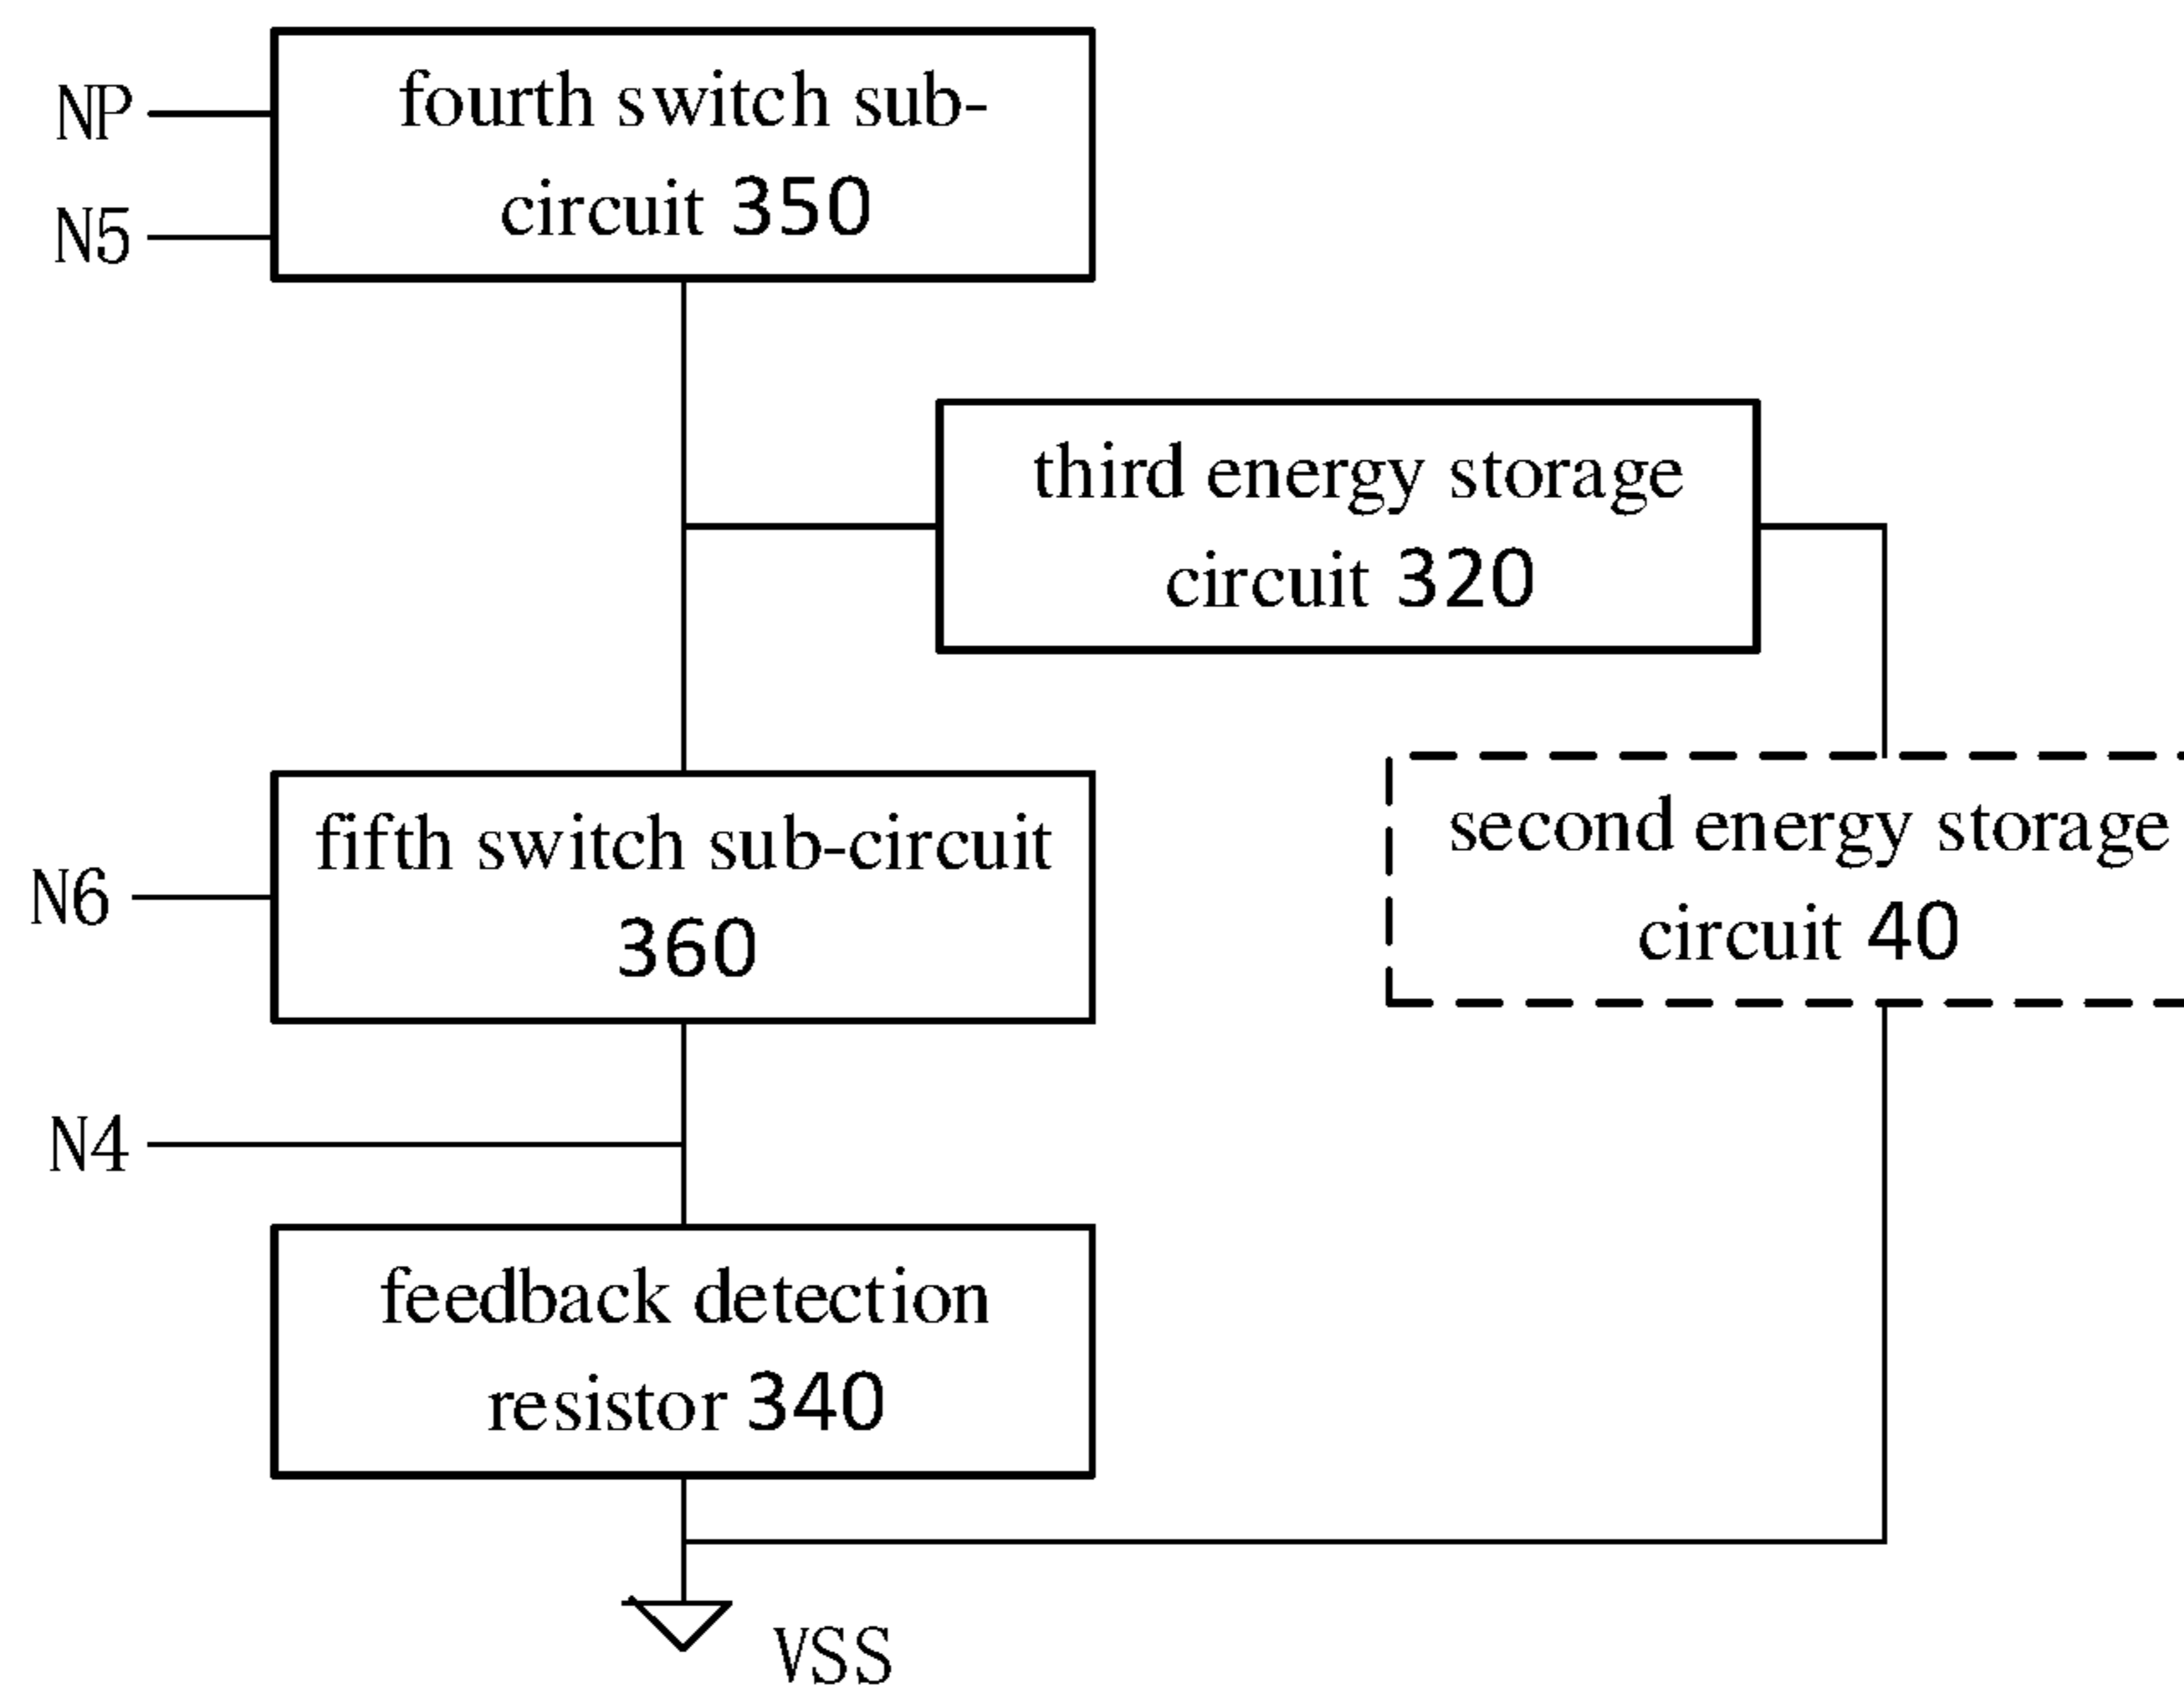 NP
fourth switch sub-
circuit 350
N5
third energy storage
circuit 320
fifth switch sub-circuit
360
N6
second energy storage
circuit 40
N4
feedback detection
resistor 340
VSS